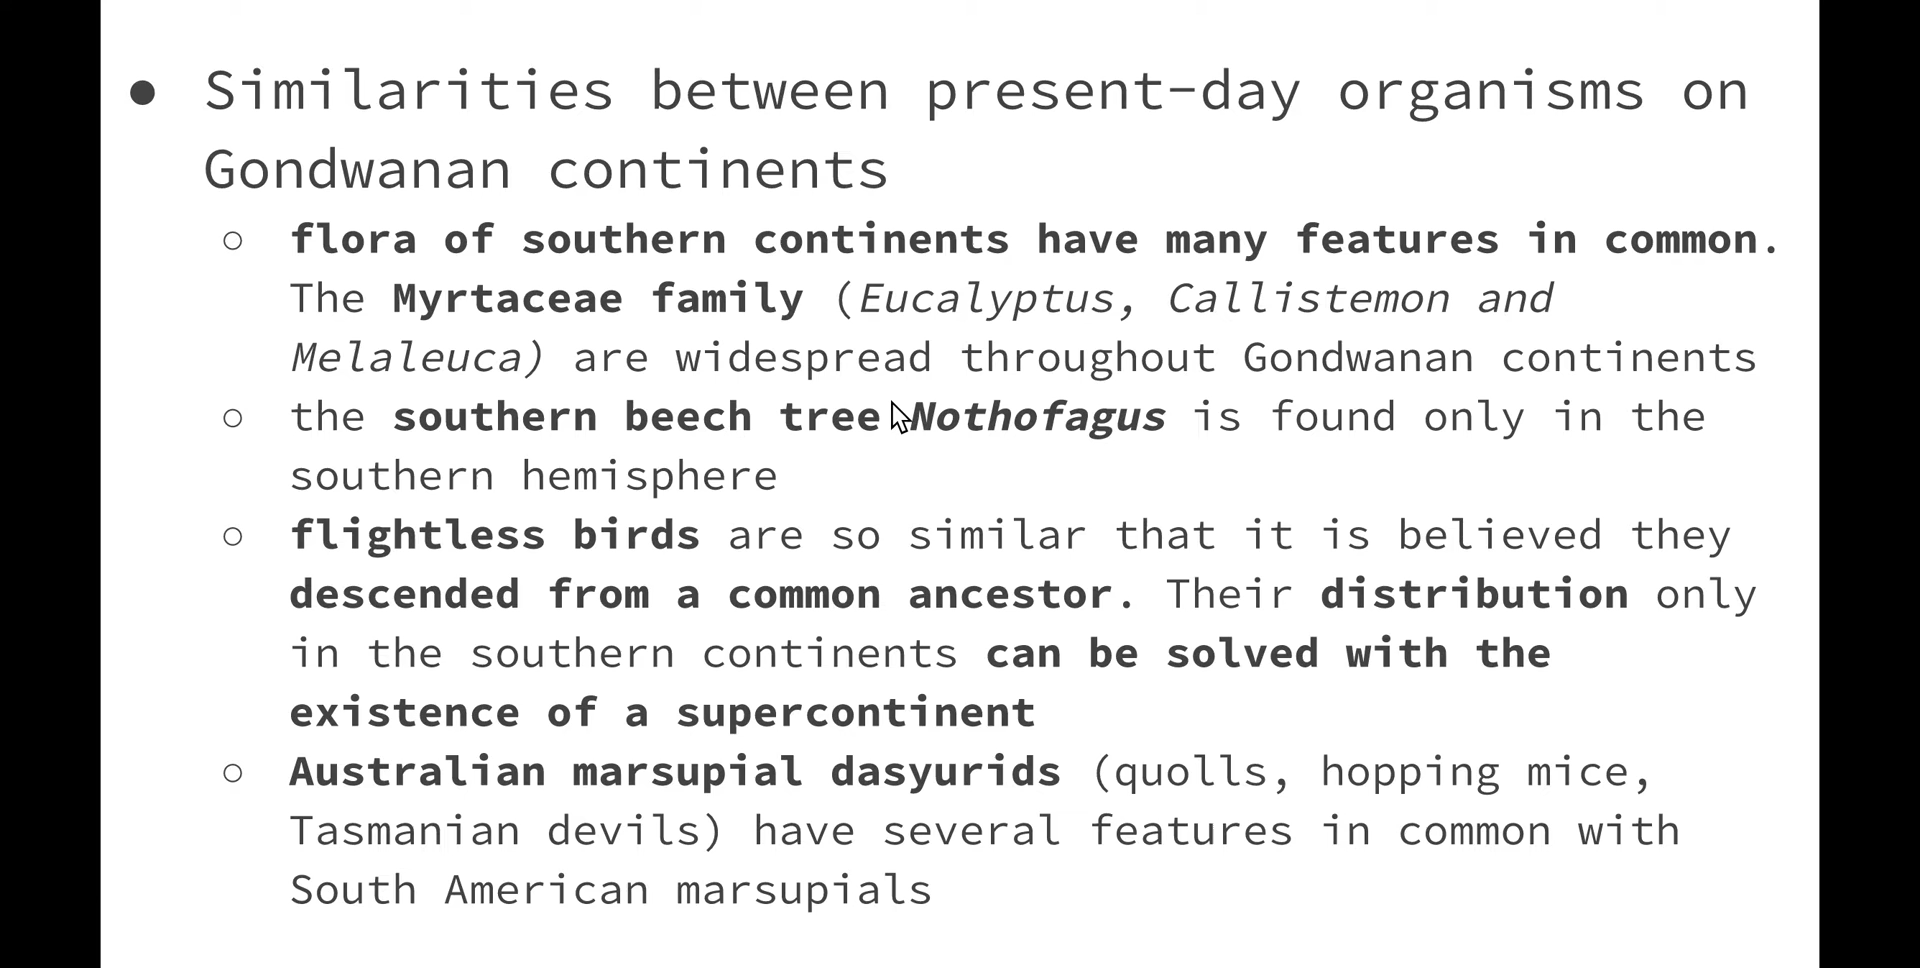 ● Similarities between present-day organisms on
Gondwanan continents
○ flora of southern continents have many features in common.
The Myrtaceae family (Eucalyptus, Callistemon and
Melaleuca) are widespread throughout Gondwanan continents
○ the southern beech tree Nothofagus is found only in the
southern hemisphere
○ flightless birds are so similar that it is believed they
descended from a common ancestor. Their distribution only
in the southern continents can be solved with the
existence of a supercontinent
○ Australian marsupial dasyurids (quolls, hopping mice,
Tasmanian devils) have several features in common with
South American marsupials